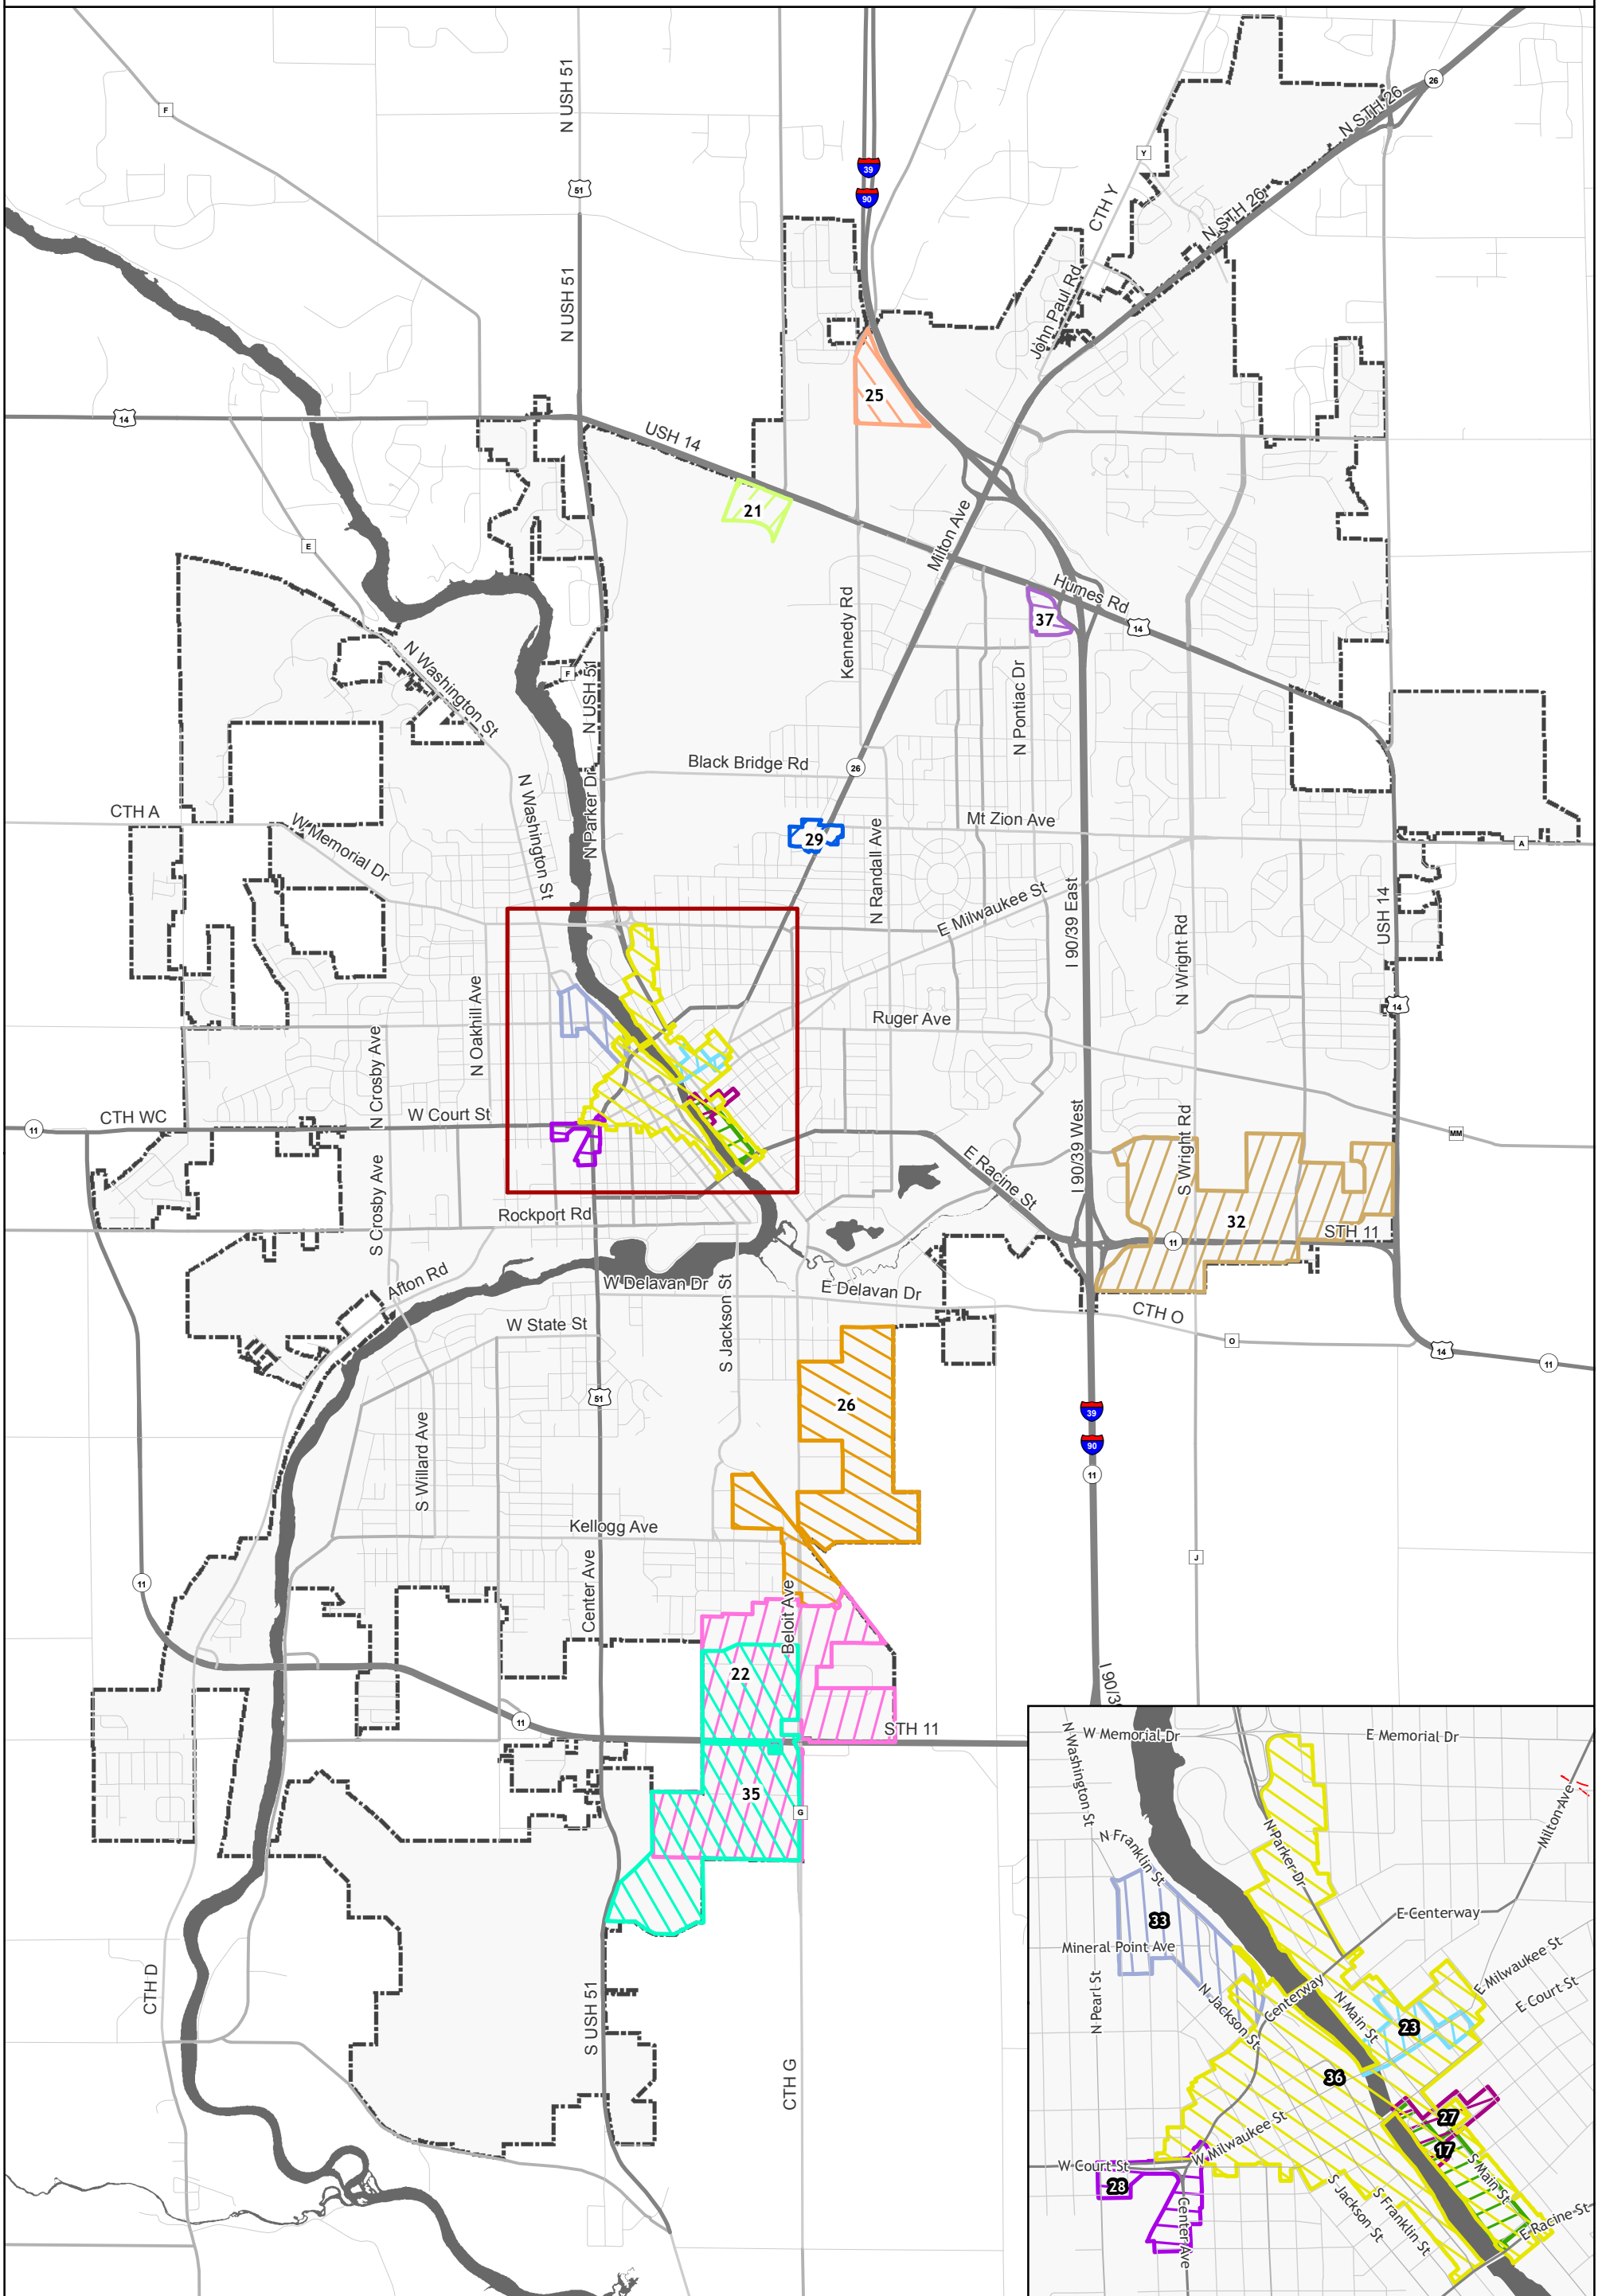 26
N STH 26
F
N USH 51
Y
39
51
90
CTH Y
N STH 26
N USH 51
John Paul Rd
25
14
USH 14
21
Milton Ave
E
Humes Rd
37
14
Kennedy Rd
N Washington St
F
N USH 51
N Pontiac Dr
Black Bridge Rd
26
CTH A
N Washington St
N Parker Dr
Mt Zion Ave
W Memorial Dr
29
A
N Randall Ave
E Milwaukee St
I 90/39 East
USH 14
N Wright Rd
N Oakhill Ave
Ruger Ave
14
N Crosby Ave
CTH WC
W Court St
11
I 90/39 West
S Wright Rd
MM
E Racine St
S Crosby Ave
Rockport Rd
32
STH 11
11
Afton Rd
W Delavan Dr
E Delavan Dr
S Jackson St
CTH O
W State St
O
14
11
51
26
39
90
S Willard Ave
11
Kellogg Ave
J
11
Center Ave
Beloit Ave
22
I 90/3
11
STH 11
35
G
CTH D
S USH 51
CTH G
W Memorial Dr
E Memorial Dr
N Washington St
Milton Ave
N Franklin St
N Parker Dr
33
E Centerway
Mineral Point Ave
E Milwaukee St
N Pearl St
N Jackson St
Centerway
N Main St
E Court St
23
36
27
W Milwaukee St
17
W Court St
S Main St
28
S Jackson St
S Franklin St
Center Ave
E Racine St